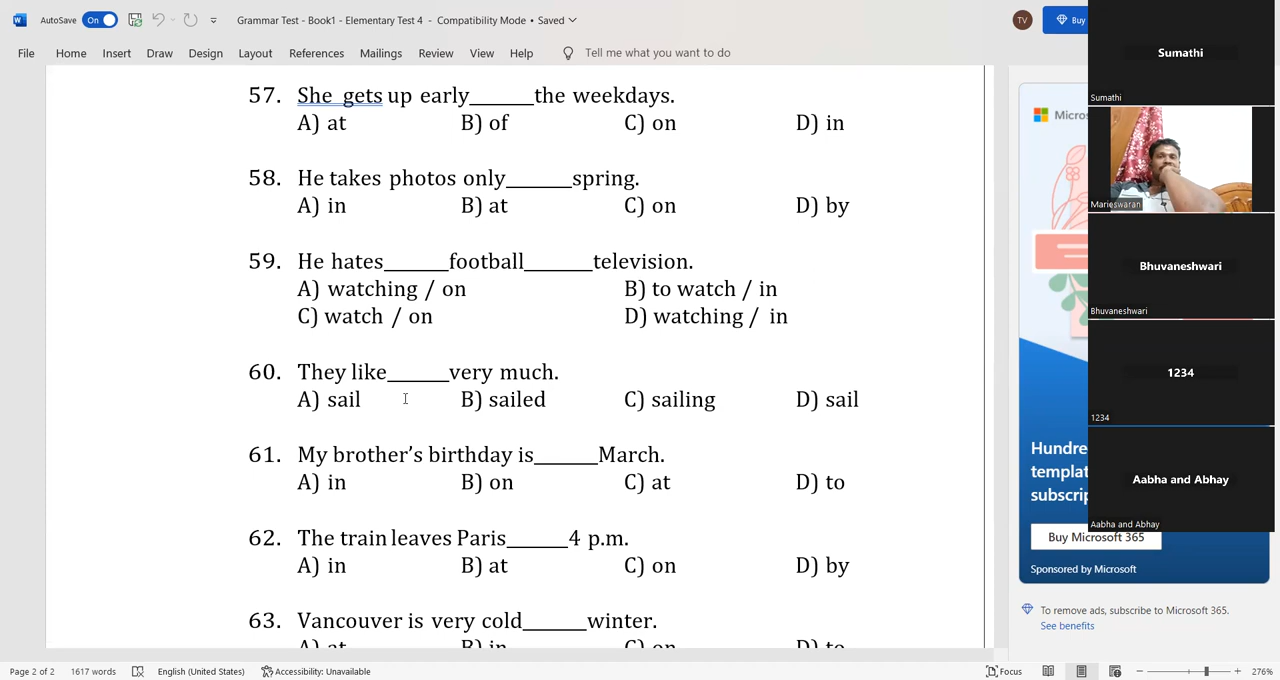 AutoSave On Grammar Test - Book1 - Elementary Test 4 - Compatibility Mode • Saved TV Buy
File Home Insert Draw Design Layout References Mailings Review View Help Tell me what you want to do
57. She gets up early______the weekdays.
A) at B) of C) on D) in
58. He takes photos only______spring.
A) in B) at C) on D) by
59. He hates______football______television.
A) watching / on B) to watch / in
C) watch / on D) watching / in
60. They like______very much.
A) sail B) sailed C) sailing D) sail
61. My brother's birthday is______March.
A) in B) on C) at D) to
62. The train leaves Paris______4 p.m.
A) in B) at C) on D) by
63. Vancouver is very cold______winter.
A) at B) in C) on D) to
Sumathi
Sumathi
Marieswaran
Bhuvaneshwari
Bhuvaneshwari
1234
1234
Aabha and Abhay
Aabha and Abhay
Micros
Hundre
templat
subscrip
Buy Microsoft 365
Sponsored by Microsoft
To remove ads, subscribe to Microsoft 365.
See benefits
Page 2 of 2 1617 words English (United States) Accessibility: Unavailable Focus 276%